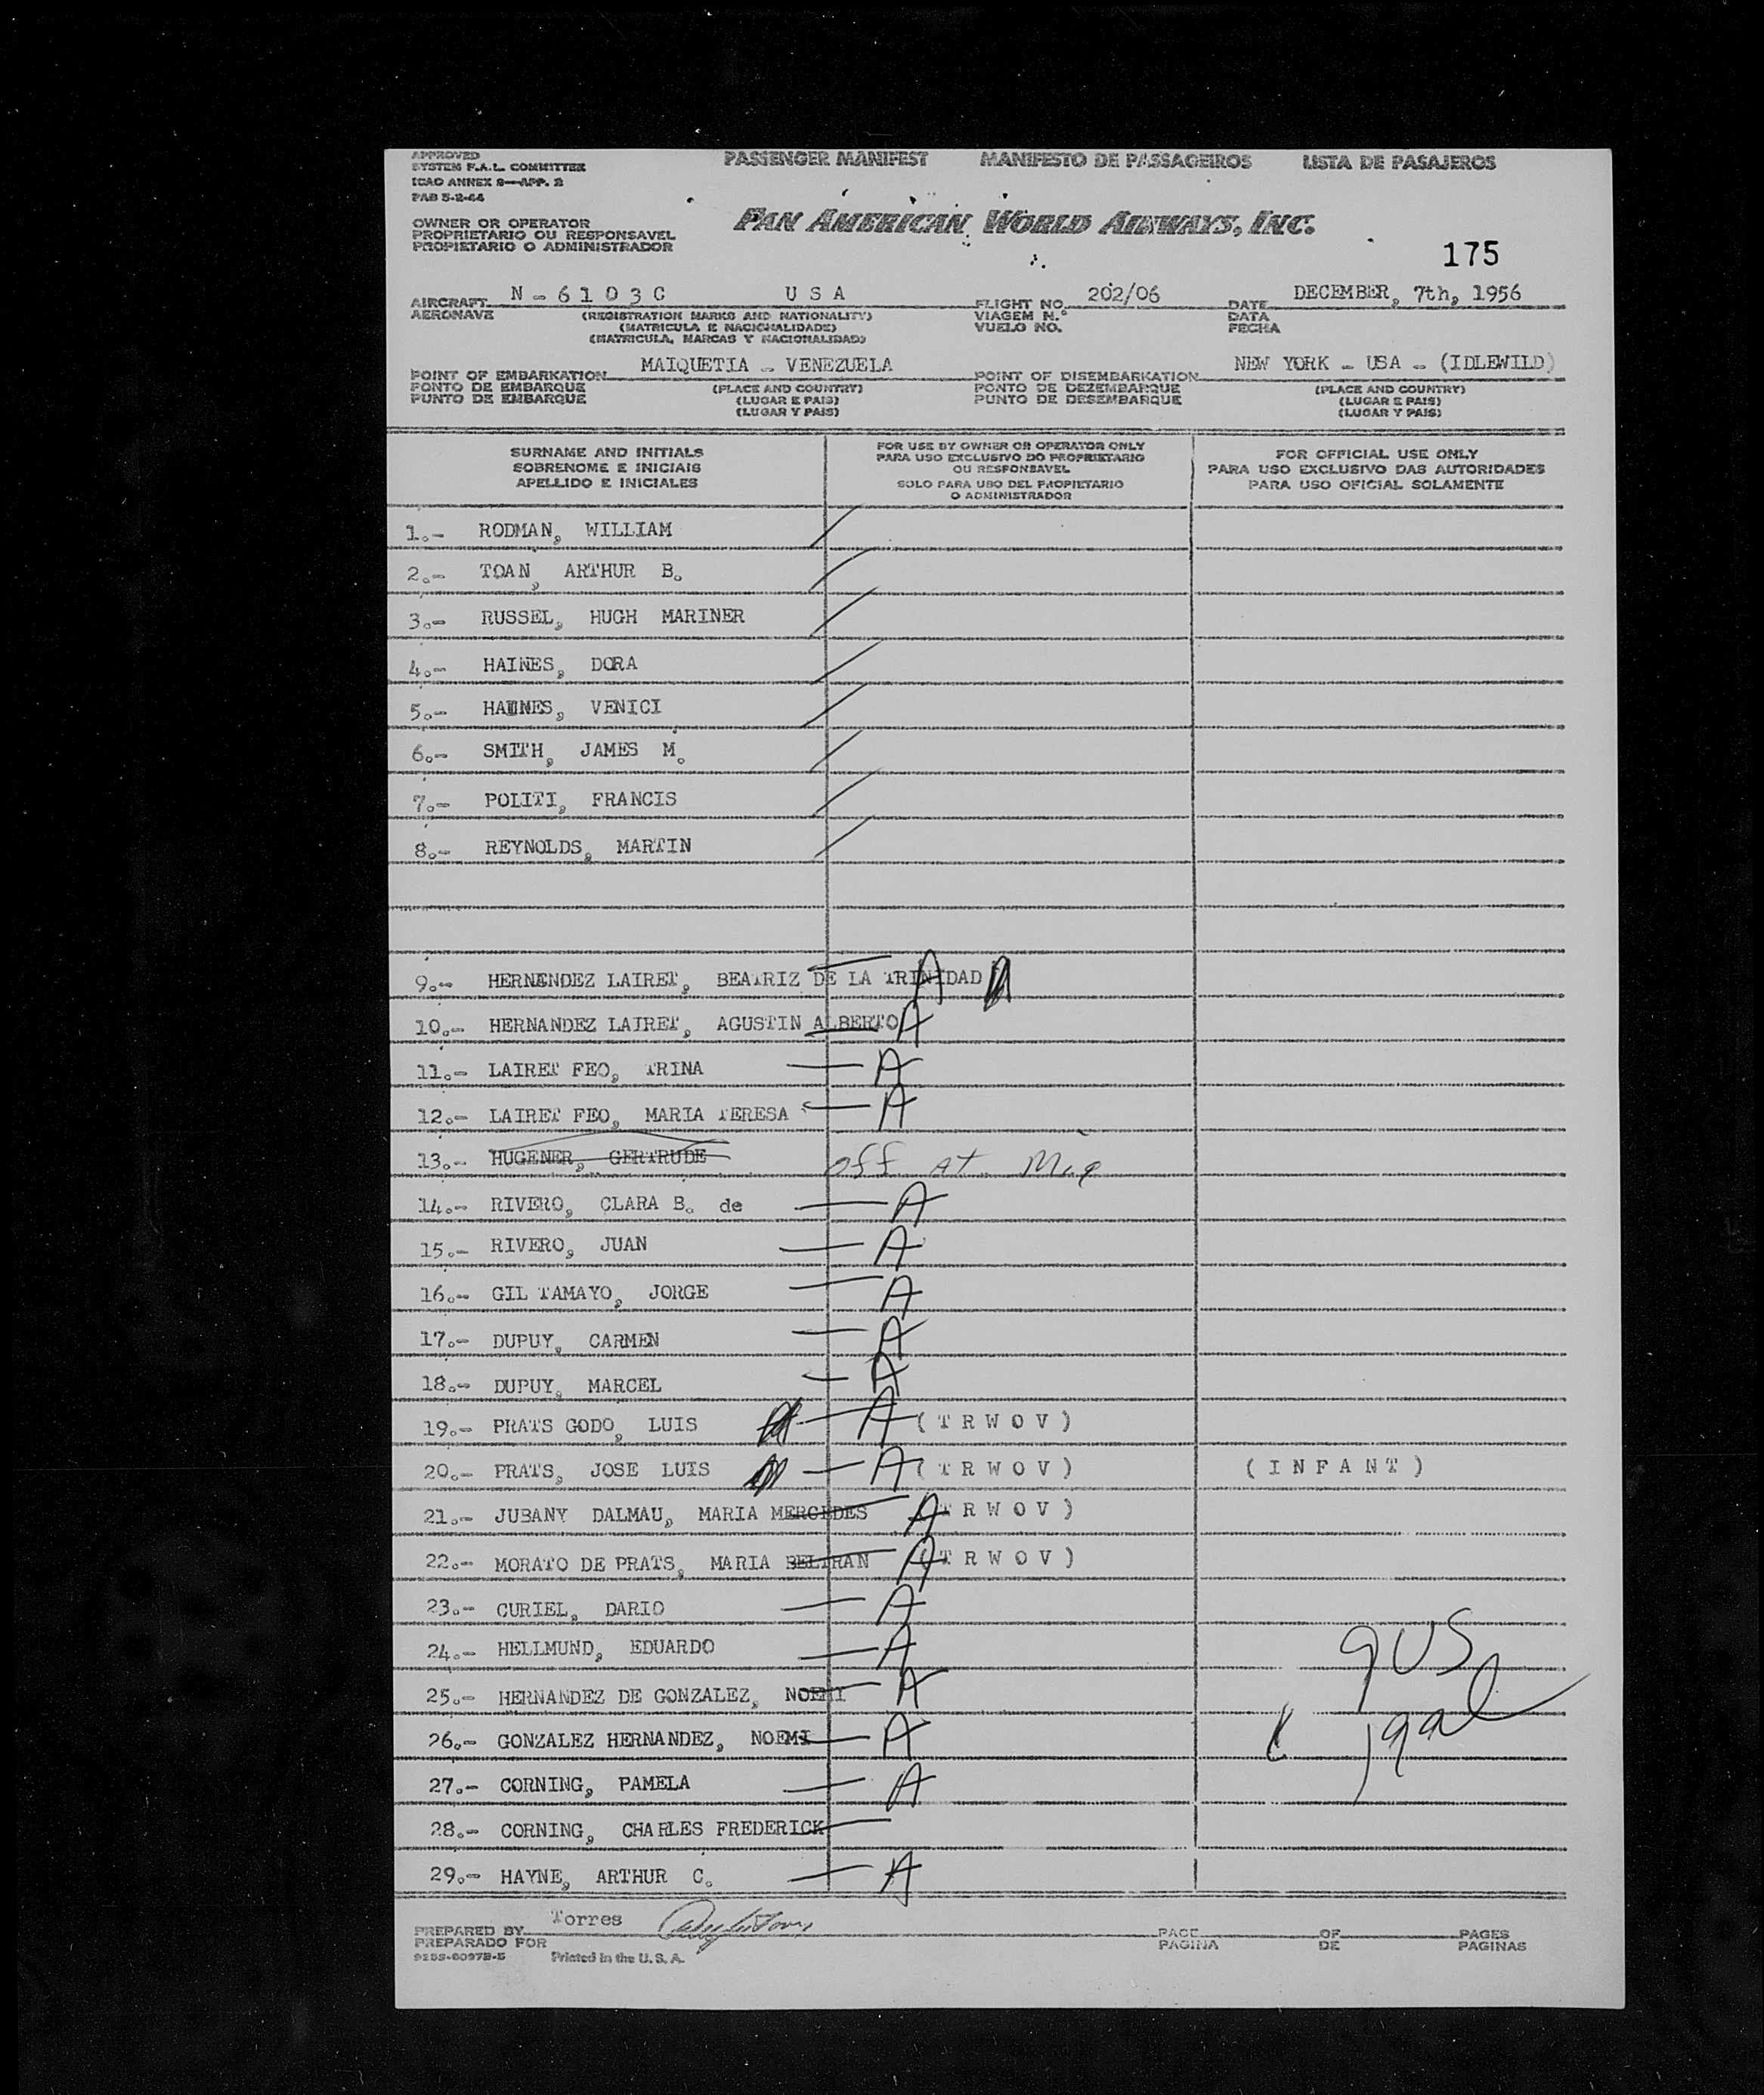 APPROVED
SYSTEM F.A.L. COMMITTEE
ICAO ANNEX 9—APP. 2
PAB 5-2-44
PASSENGER MANIFEST MANIFESTO DE PASSAGEIROS LISTA DE PASAJEROS
OWNER OR OPERATOR
PROPRIETARIO OU RESPONSAVEL
PROPIETARIO O ADMINISTRADOR
PAN AMERICAN WORLD AIRWAYS, INC.
175
AIRCRAFT N-6103C USA FLIGHT NO. 202/06 DATE DECEMBER, 7th, 1956
AERONAVE (REGISTRATION MARKS AND NATIONALITY) VIAGEM N.° DATA
(MATRICULA E NACIONALIDADE) VUELO NO. FECHA
(MATRICULA, MARCAS Y NACIONALIDAD)
POINT OF EMBARKATION MAIQUETIA - VENEZUELA POINT OF DISEMBARKATION NEW YORK - USA - (IDLEWILD)
PONTO DE EMBARQUE (PLACE AND COUNTRY) PONTO DE DEZEMBARQUE (PLACE AND COUNTRY)
PUNTO DE EMBARQUE (LUGAR E PAIS) PUNTO DE DESEMBARQUE (LUGAR E PAIS)
(LUGAR Y PAIS) (LUGAR Y PAIS)
SURNAME AND INITIALS
SOBRENOME E INICIAIS
APELLIDO E INICIALES
FOR USE BY OWNER OR OPERATOR ONLY
PARA USO EXCLUSIVO DO PROPRIETARIO
OU RESPONSAVEL
SOLO PARA USO DEL PROPIETARIO
O ADMINISTRADOR
FOR OFFICIAL USE ONLY
PARA USO EXCLUSIVO DAS AUTORIDADES
PARA USO OFICIAL SOLAMENTE
1.- RODMAN, WILLIAM
2.- TOAN, ARTHUR B.
3.- RUSSEL, HUGH MARINER
4.- HAINES, DORA
5.- HAINES, VENICI
6.- SMITH, JAMES M.
7.- POLITI, FRANCIS
8.- REYNOLDS, MARTIN
9.- HERNANDEZ LAIRET, BEATRIZ DE LA TRINIDAD A
10.- HERNANDEZ LAIRET, AGUSTIN ALBERTO A
11.- LAIRET FEO, TRINA A
12.- LAIRET FEO, MARIA TERESA A
13.- HUGENER, GERTRUDE off at Miq
14.- RIVERO, CLARA B. de A
15.- RIVERO, JUAN A
16.- GIL TAMAYO, JORGE A
17.- DUPUY, CARMEN A
18.- DUPUY, MARCEL A
19.- PRATS GODO, LUIS A (TRWOV)
20.- PRATS, JOSE LUIS A (TRWOV) (INFANT)
21.- JUBANY DALMAU, MARIA MERCEDES A (TRWOV)
22.- MORATO DE PRATS, MARIA BELTRAN A (TRWOV)
23.- CURIEL, DARIO A
24.- HELLMUND, EDUARDO A
9 US
25.- HERNANDEZ DE GONZALEZ, NOEMI A
26.- GONZALEZ HERNANDEZ, NOEMI A
27.- CORNING, PAMELA A
28.- CORNING, CHARLES FREDERICK
29.- HAYNE, ARTHUR C. A
PREPARED BY Torres PAGE OF PAGES
PREPARADO FOR PAGINA DE PAGINAS
9153-60973-5 Printed in the U. S. A.